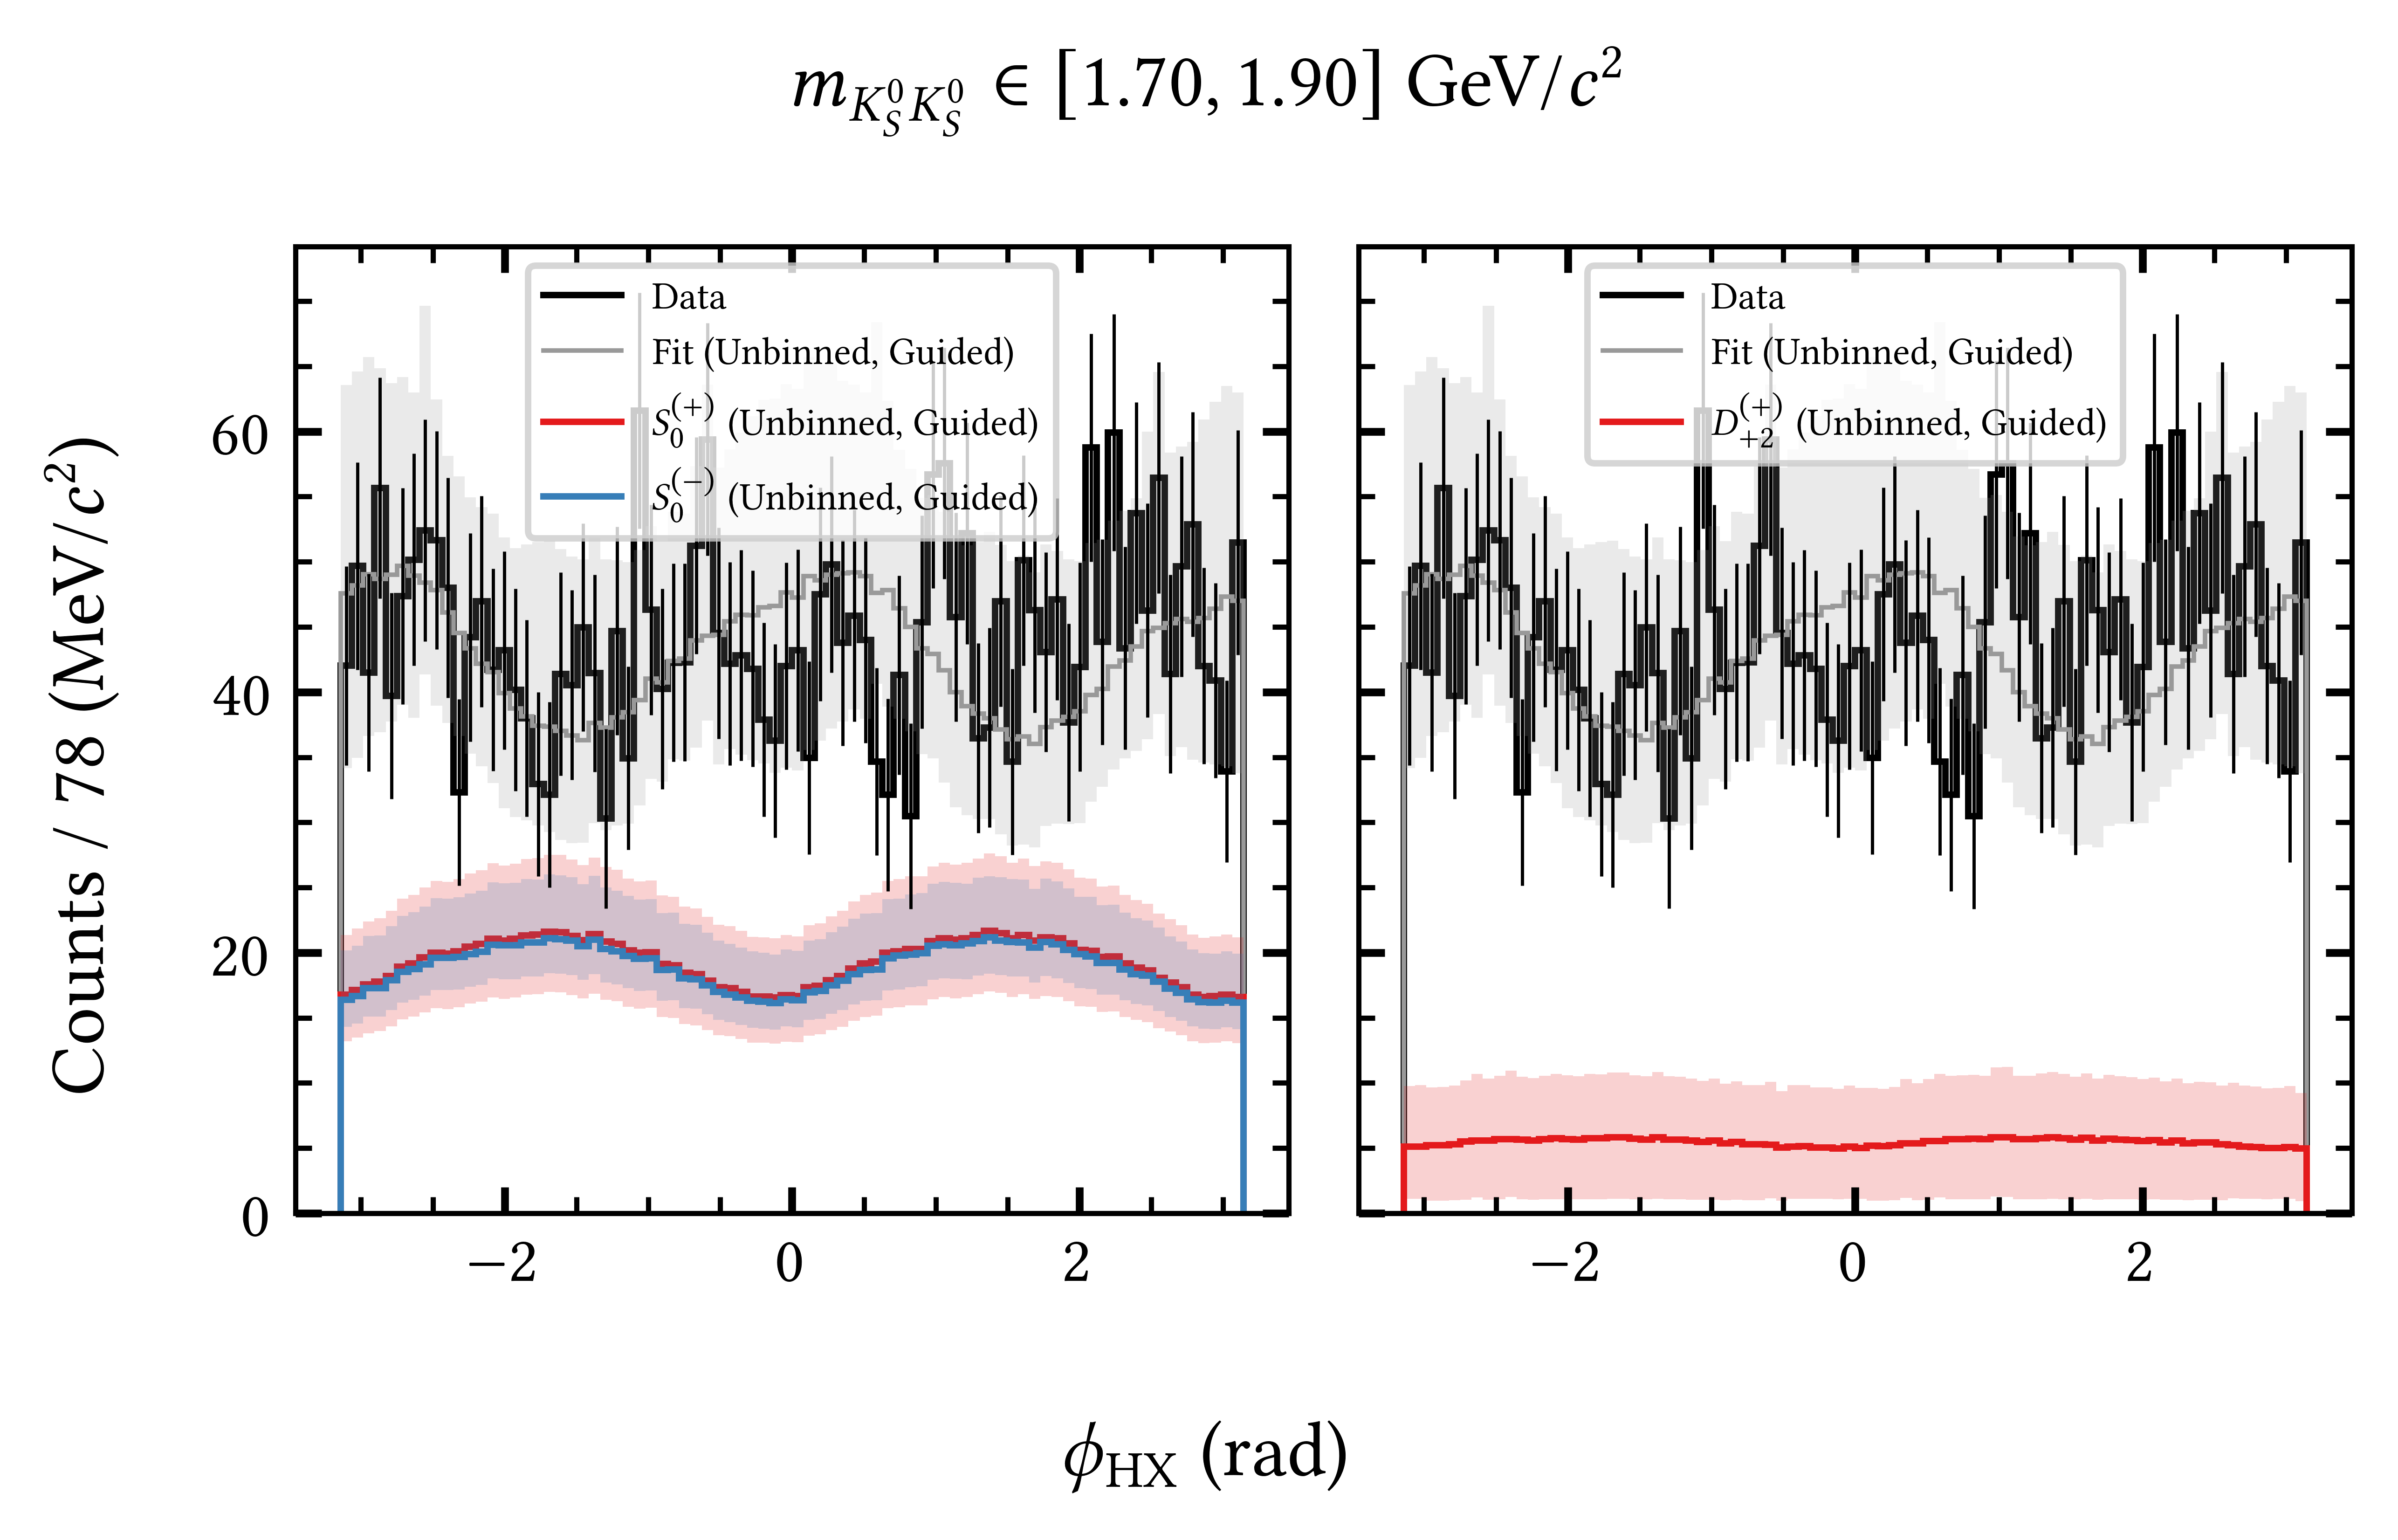 m_{K_S^0 K_S^0} ∈ [1.70, 1.90] GeV/c²
Counts / 78 (MeV/c²)
60
40
20
0
Data
Fit (Unbinned, Guided)
S_0^{(+)} (Unbinned, Guided)
S_0^{(−)} (Unbinned, Guided)
−2
0
2
Data
Fit (Unbinned, Guided)
D_{+2}^{(+)} (Unbinned, Guided)
−2
0
2
ϕ_{HX} (rad)